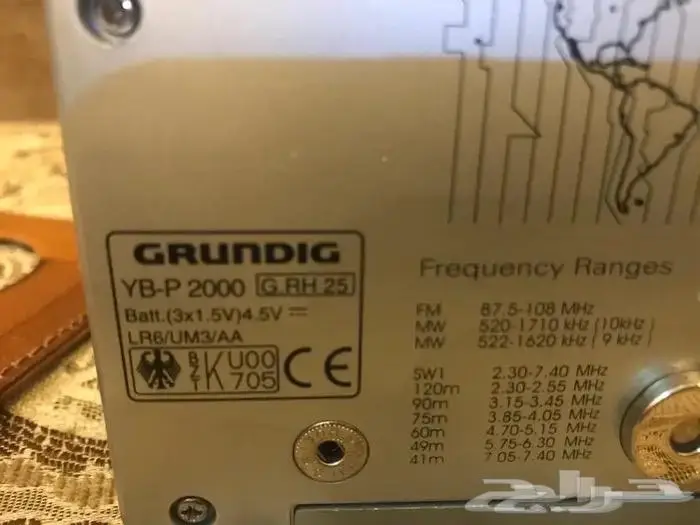 GRUNDIG
YB-P 2000 G.RH 25
Batt.(3x1.5V)4.5V
LR6/UM3/AA
BZT K U00 705 CE
Frequency Ranges
FM 87.5-108 MHz
MW 520-1710 kHz (10kHz)
MW 522-1620 kHz ( 9 kHz)
SW1 2.30-7.40 MHz
120m 2.30-2.55 MHz
90m 3.15-3.45 MHz
75m 3.85-4.05 MHz
60m 4.70-5.15 MHz
49m 5.75-6.30 MHz
41m 7.05-7.40 MHz
حراج